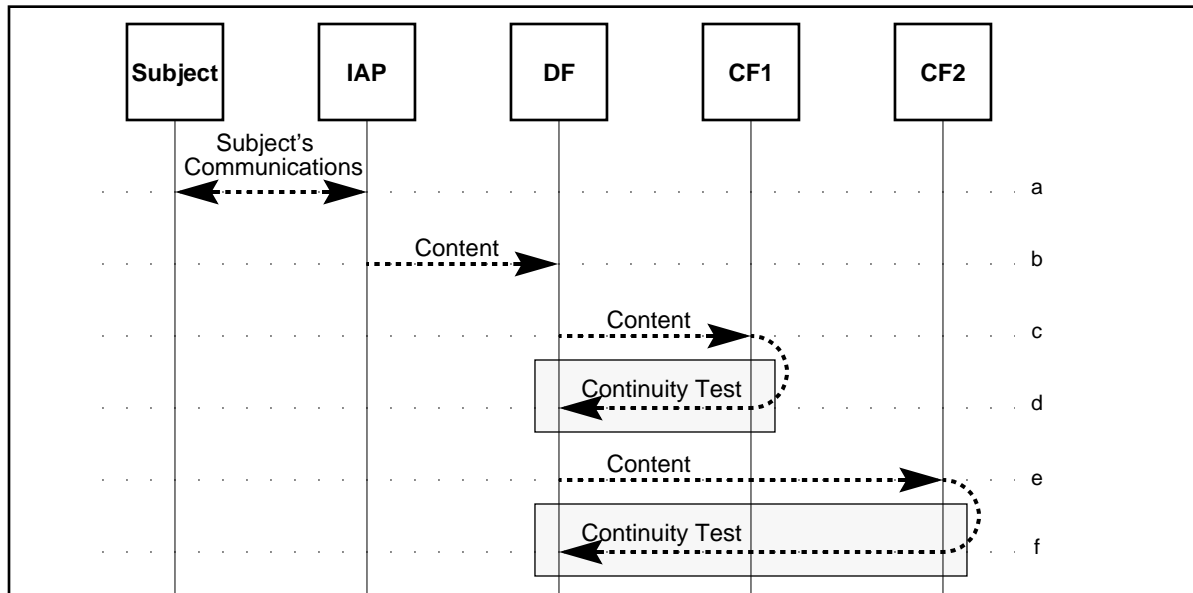 Subject IAP DF CF1 CF2
Subject’s
Communications
a
Content
b
Content
c
Continuity Test
d
Content
e
Continuity Test
f